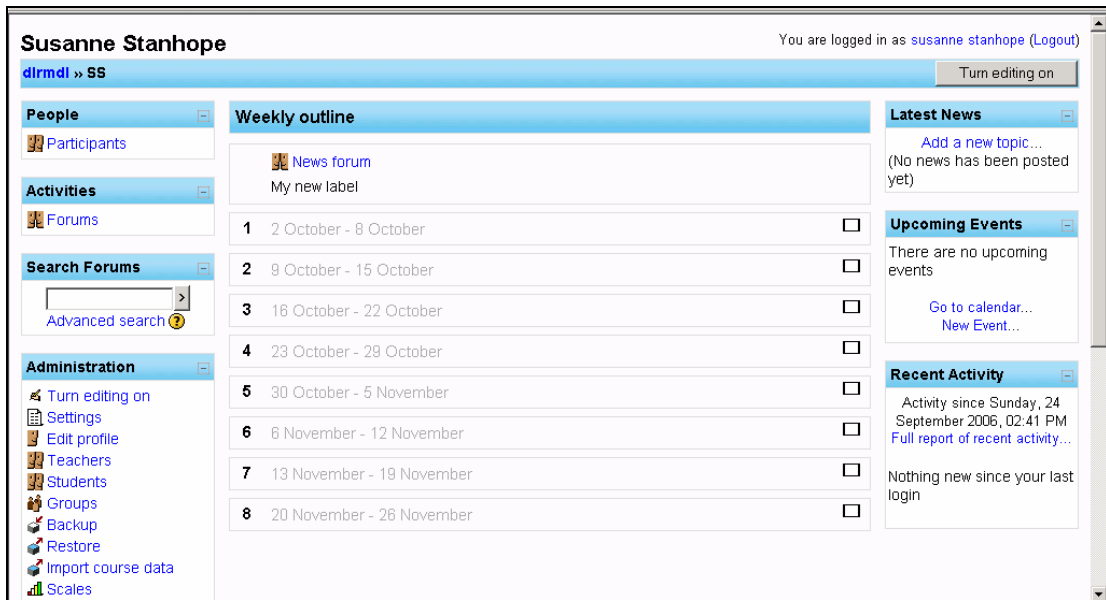 Susanne Stanhope
You are logged in as susanne stanhope (Logout)
dlrmdl » SS
Turn editing on
People
Participants
Activities
Forums
Search Forums
>
Advanced search ?
Administration
Turn editing on
Settings
Edit profile
Teachers
Students
Groups
Backup
Restore
Import course data
Scales
Weekly outline
News forum
My new label
1 2 October - 8 October
2 9 October - 15 October
3 16 October - 22 October
4 23 October - 29 October
5 30 October - 5 November
6 6 November - 12 November
7 13 November - 19 November
8 20 November - 26 November
Latest News
Add a new topic...
(No news has been posted
yet)
Upcoming Events
There are no upcoming
events
Go to calendar...
New Event...
Recent Activity
Activity since Sunday, 24
September 2006, 02:41 PM
Full report of recent activity...
Nothing new since your last
login